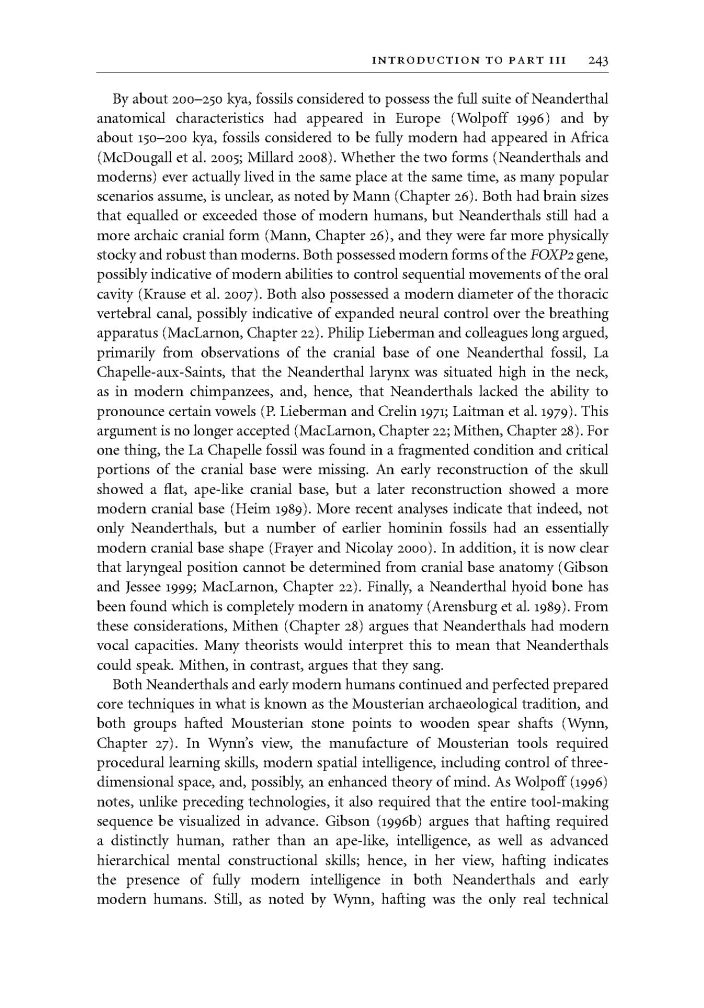 INTRODUCTION TO PART III 243
By about 200–250 kya, fossils considered to possess the full suite of Neanderthal
anatomical characteristics had appeared in Europe (Wolpoff 1996) and by
about 150–200 kya, fossils considered to be fully modern had appeared in Africa
(McDougall et al. 2005; Millard 2008). Whether the two forms (Neanderthals and
moderns) ever actually lived in the same place at the same time, as many popular
scenarios assume, is unclear, as noted by Mann (Chapter 26). Both had brain sizes
that equalled or exceeded those of modern humans, but Neanderthals still had a
more archaic cranial form (Mann, Chapter 26), and they were far more physically
stocky and robust than moderns. Both possessed modern forms of the FOXP2 gene,
possibly indicative of modern abilities to control sequential movements of the oral
cavity (Krause et al. 2007). Both also possessed a modern diameter of the thoracic
vertebral canal, possibly indicative of expanded neural control over the breathing
apparatus (MacLarnon, Chapter 22). Philip Lieberman and colleagues long argued,
primarily from observations of the cranial base of one Neanderthal fossil, La
Chapelle-aux-Saints, that the Neanderthal larynx was situated high in the neck,
as in modern chimpanzees, and, hence, that Neanderthals lacked the ability to
pronounce certain vowels (P. Lieberman and Crelin 1971; Laitman et al. 1979). This
argument is no longer accepted (MacLarnon, Chapter 22; Mithen, Chapter 28). For
one thing, the La Chapelle fossil was found in a fragmented condition and critical
portions of the cranial base were missing. An early reconstruction of the skull
showed a flat, ape-like cranial base, but a later reconstruction showed a more
modern cranial base (Heim 1989). More recent analyses indicate that indeed, not
only Neanderthals, but a number of earlier hominin fossils had an essentially
modern cranial base shape (Frayer and Nicolay 2000). In addition, it is now clear
that laryngeal position cannot be determined from cranial base anatomy (Gibson
and Jessee 1999; MacLarnon, Chapter 22). Finally, a Neanderthal hyoid bone has
been found which is completely modern in anatomy (Arensburg et al. 1989). From
these considerations, Mithen (Chapter 28) argues that Neanderthals had modern
vocal capacities. Many theorists would interpret this to mean that Neanderthals
could speak. Mithen, in contrast, argues that they sang.
Both Neanderthals and early modern humans continued and perfected prepared
core techniques in what is known as the Mousterian archaeological tradition, and
both groups hafted Mousterian stone points to wooden spear shafts (Wynn,
Chapter 27). In Wynn's view, the manufacture of Mousterian tools required
procedural learning skills, modern spatial intelligence, including control of three-
dimensional space, and, possibly, an enhanced theory of mind. As Wolpoff (1996)
notes, unlike preceding technologies, it also required that the entire tool-making
sequence be visualized in advance. Gibson (1996b) argues that hafting required
a distinctly human, rather than an ape-like, intelligence, as well as advanced
hierarchical mental constructional skills; hence, in her view, hafting indicates
the presence of fully modern intelligence in both Neanderthals and early
modern humans. Still, as noted by Wynn, hafting was the only real technical